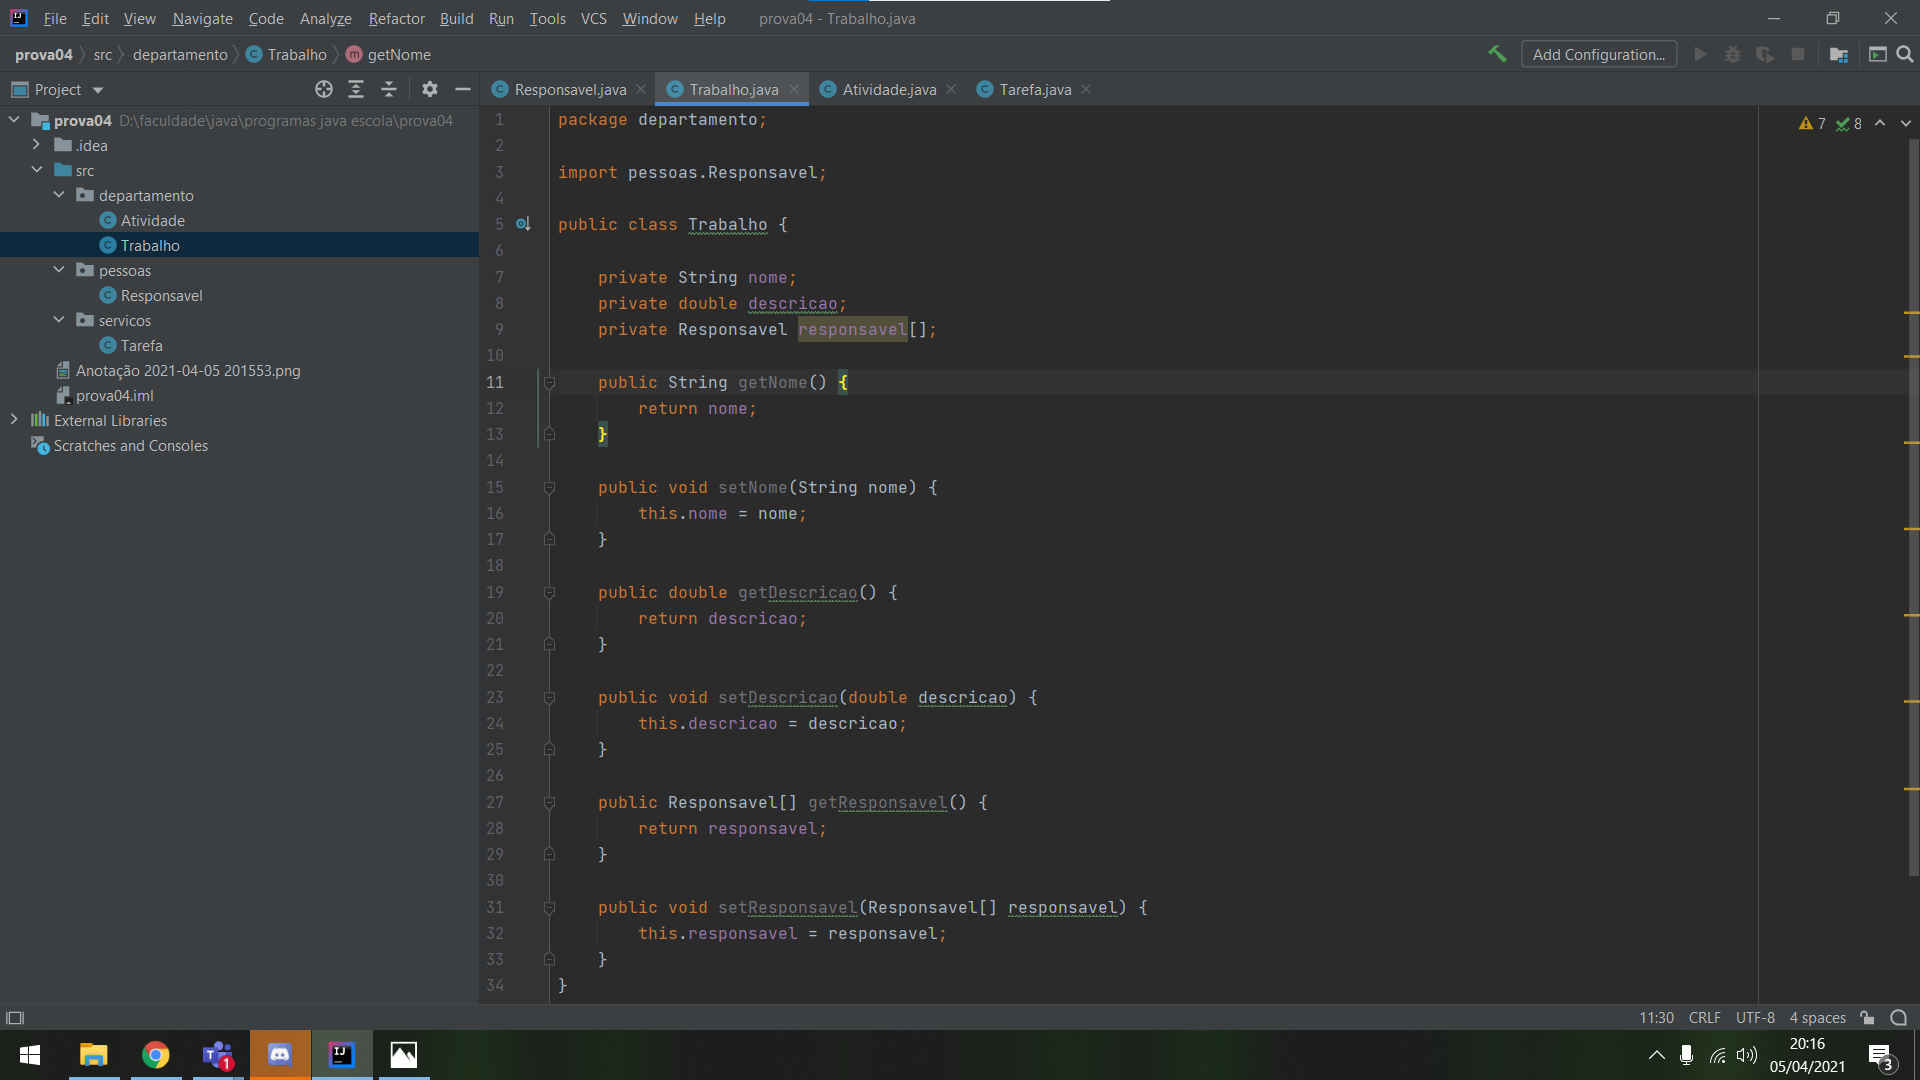 File Edit View Navigate Code Analyze Refactor Build Run Tools VCS Window Help prova04 - Trabalho.java
prova04 src departamento Trabalho getNome Add Configuration...
Project
Responsavel.java Trabalho.java Atividade.java Tarefa.java
prova04 D:\faculdade\java\programas java escola\prova04
.idea
src
departamento
Atividade
Trabalho
pessoas
Responsavel
servicos
Tarefa
Anotação 2021-04-05 201553.png
prova04.iml
External Libraries
Scratches and Consoles
7 8
1 package departamento;
2
3 import pessoas.Responsavel;
4
5 public class Trabalho {
6
7 private String nome;
8 private double descricao;
9 private Responsavel responsavel[];
10
11 public String getNome() {
12 return nome;
13 }
14
15 public void setNome(String nome) {
16 this.nome = nome;
17 }
18
19 public double getDescricao() {
20 return descricao;
21 }
22
23 public void setDescricao(double descricao) {
24 this.descricao = descricao;
25 }
26
27 public Responsavel[] getResponsavel() {
28 return responsavel;
29 }
30
31 public void setResponsavel(Responsavel[] responsavel) {
32 this.responsavel = responsavel;
33 }
34 }
11:30 CRLF UTF-8 4 spaces
1
IJ
20:16
05/04/2021
3